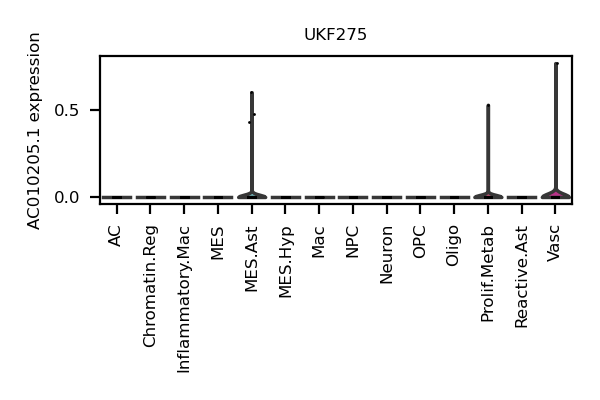 UKF275
AC010205.1 expression
0.5
0.0
AC
Chromatin.Reg
Inflammatory.Mac
MES
MES.Ast
MES.Hyp
Mac
NPC
Neuron
OPC
Oligo
Prolif.Metab
Reactive.Ast
Vasc